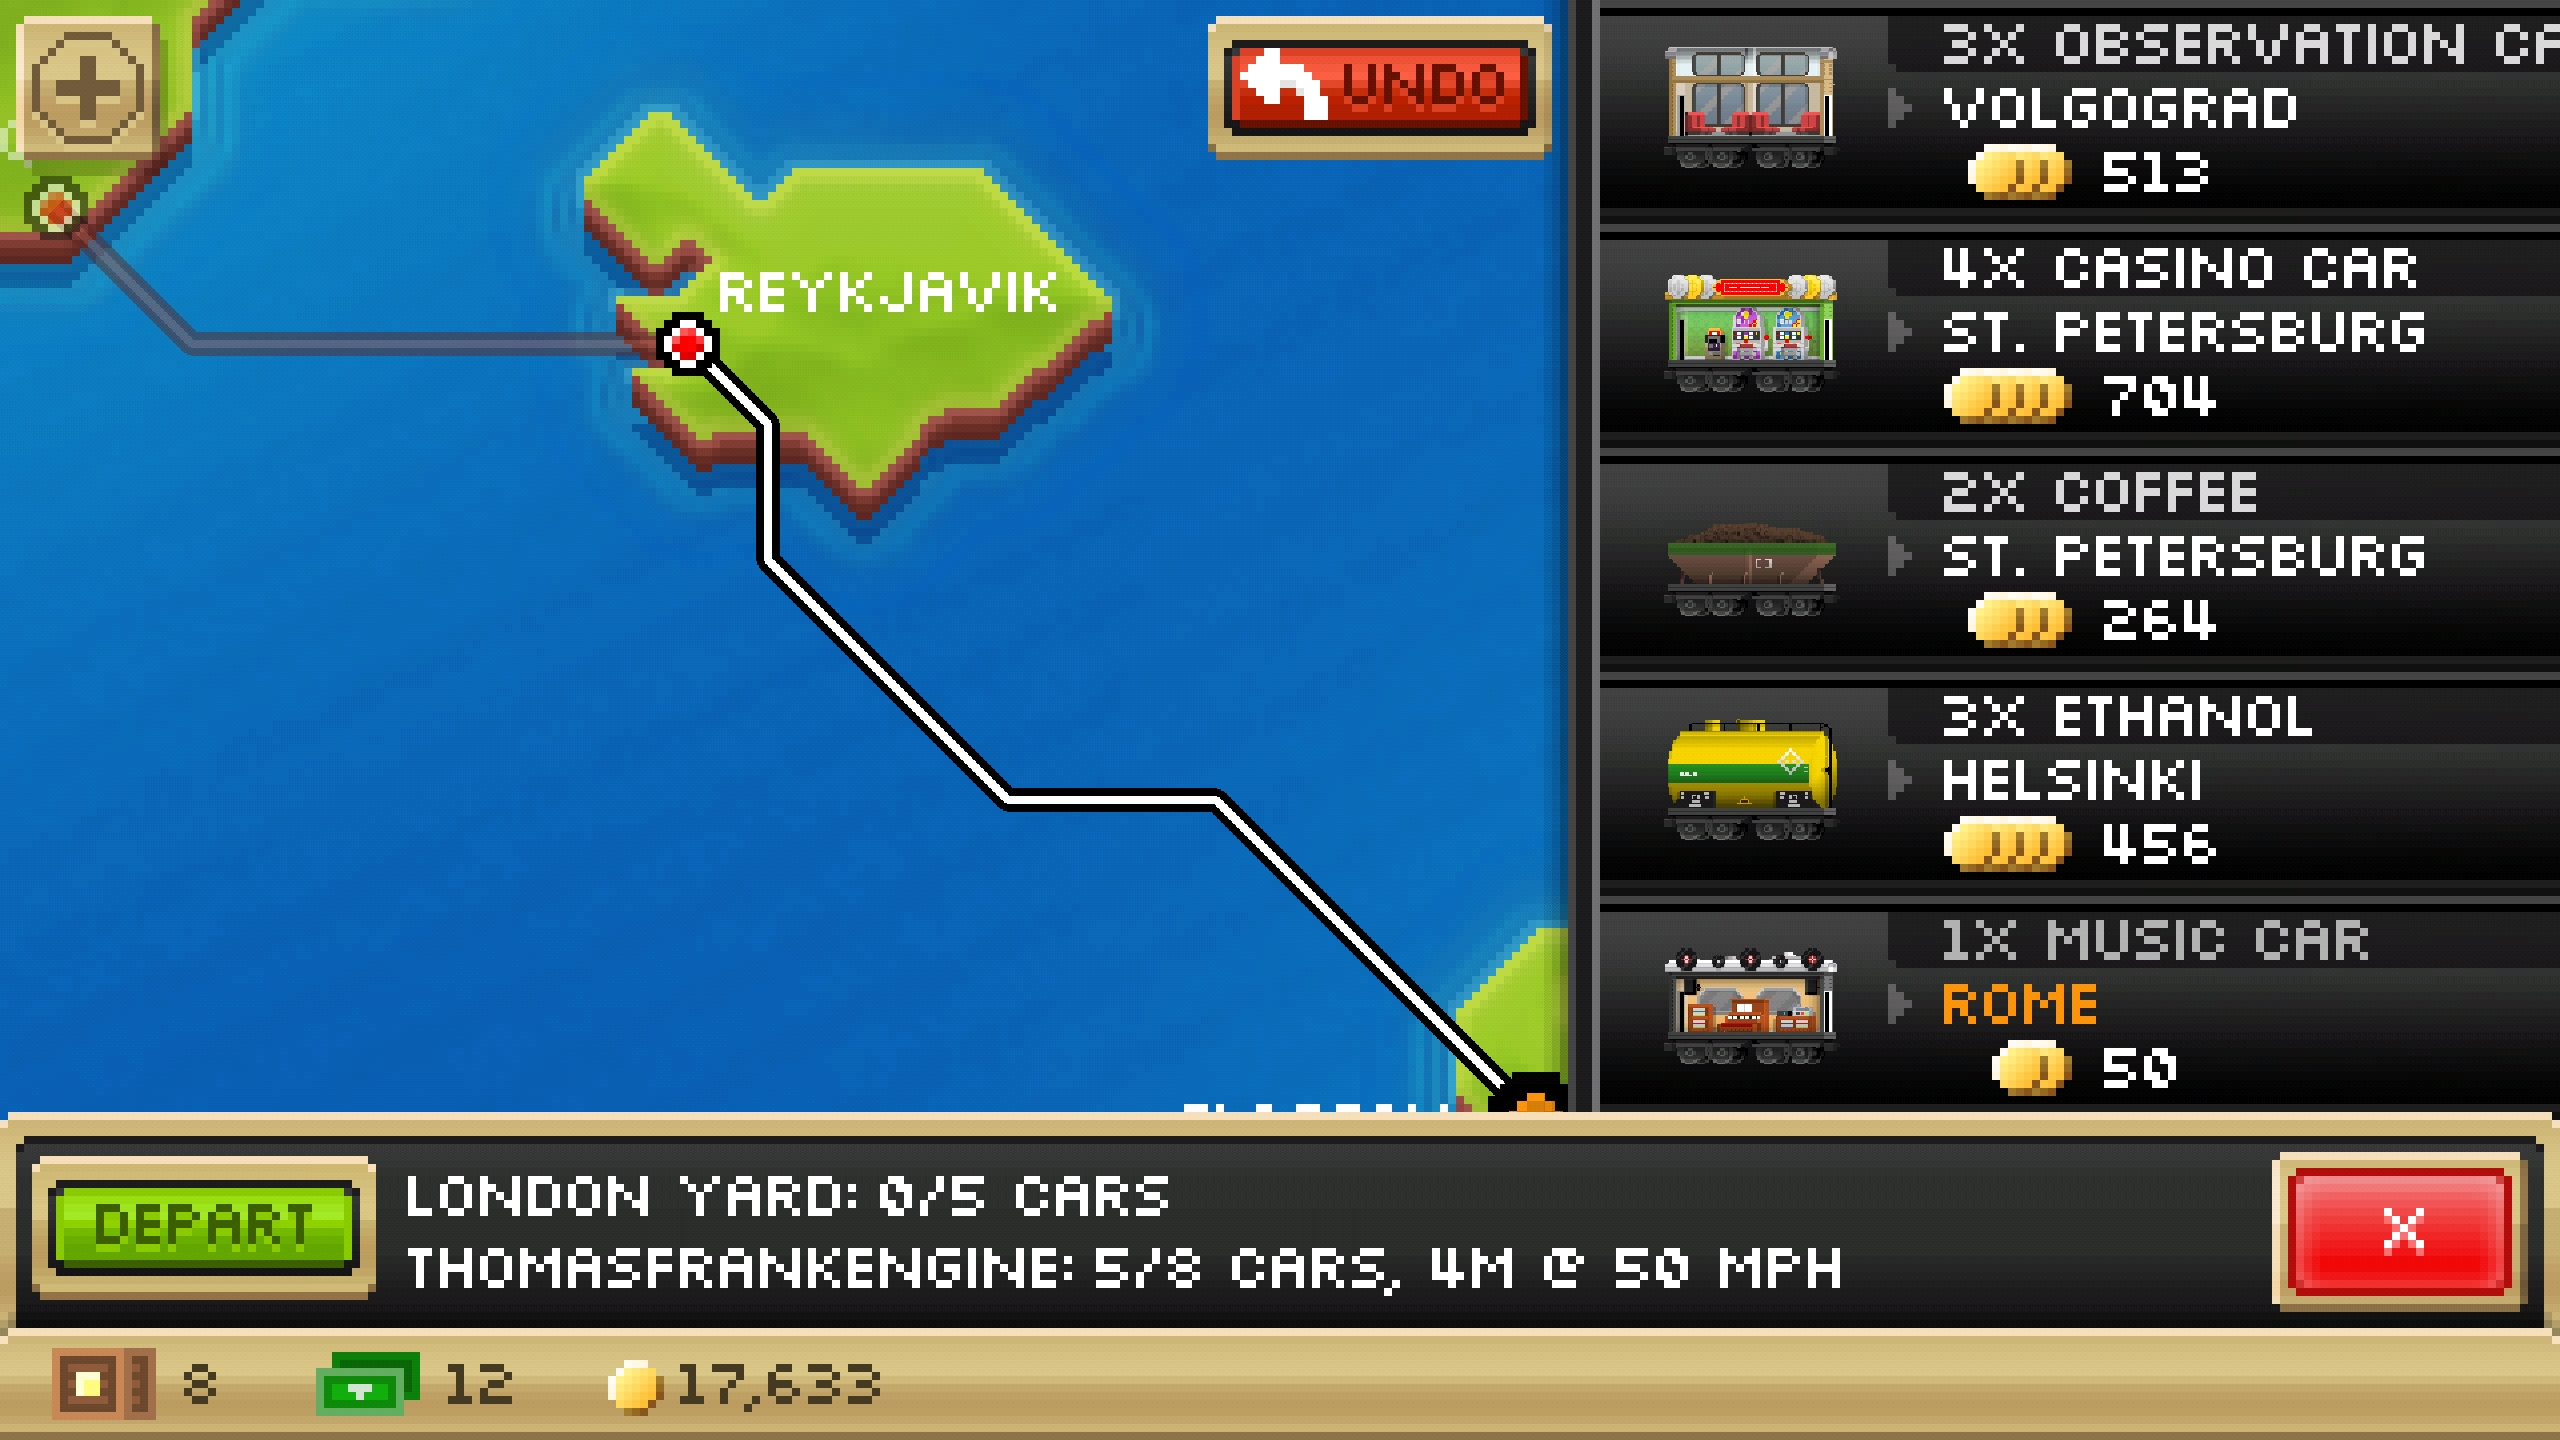 UNDO
REYKJAVIK
3X OBSERVATION CA
VOLGOGRAD
513
4X CASINO CAR
ST. PETERSBURG
704
2X COFFEE
ST. PETERSBURG
264
3X ETHANOL
HELSINKI
456
1X MUSIC CAR
ROME
50
DEPART
LONDON YARD: 0/5 CARS
THOMASFRANKENGINE: 5/8 CARS, 4M @ 50 MPH
X
8
12
17,633